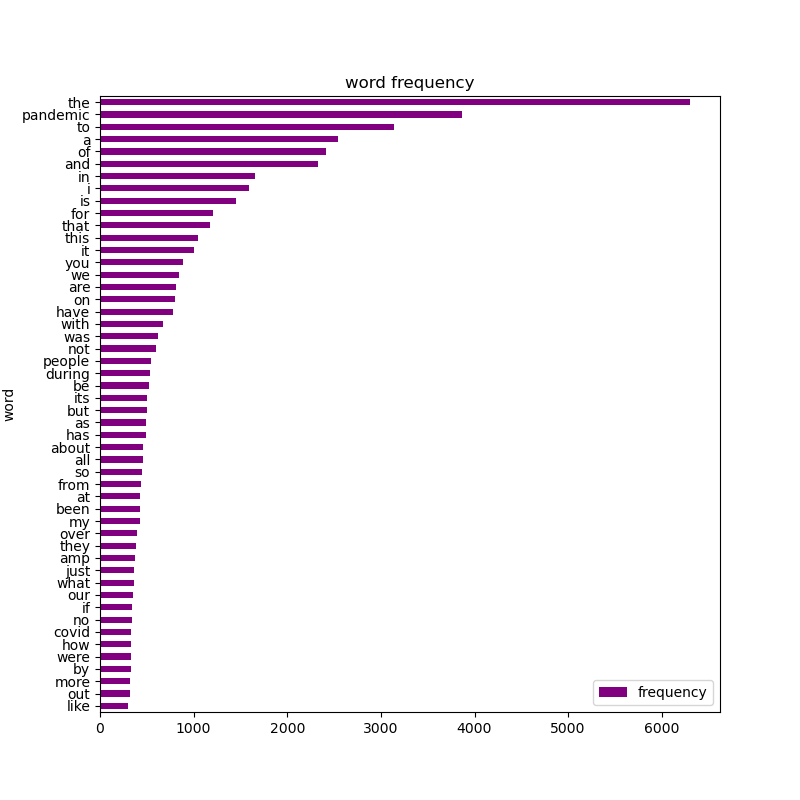 word frequency
the
pandemic
to
a
of
and
in
i
is
for
that
this
it
you
we
are
on
have
with
was
not
people
during
be
its
but
as
has
about
all
so
from
at
been
my
over
they
amp
just
what
our
if
no
covid
how
were
by
more
out
like
word
frequency
0 1000 2000 3000 4000 5000 6000